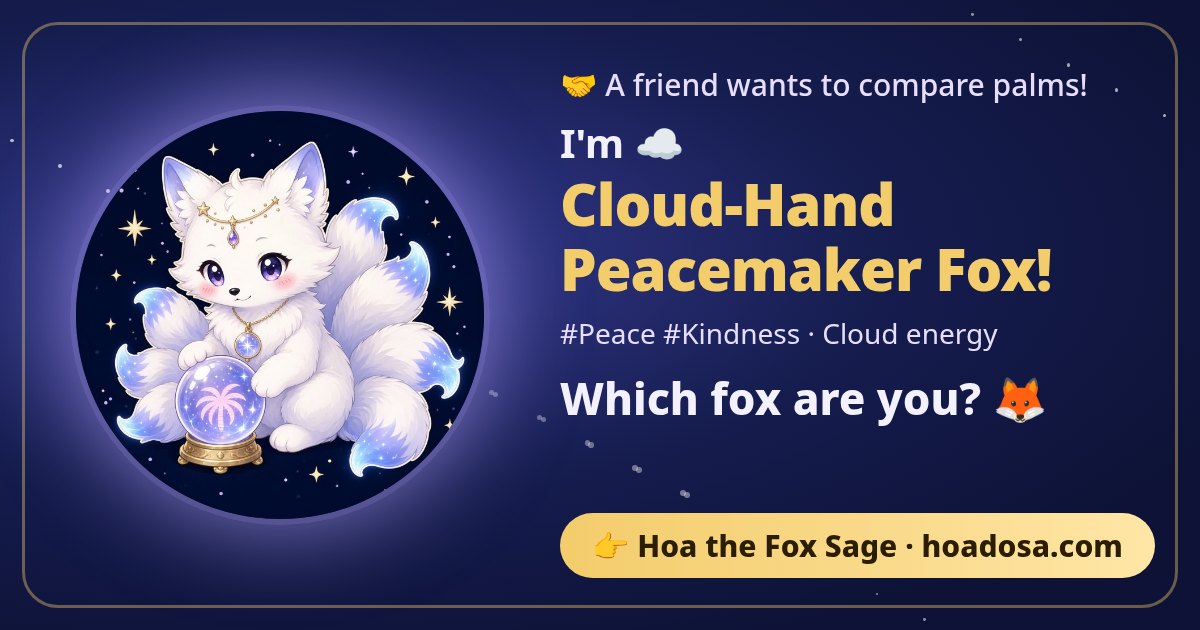 🤝 A friend wants to compare palms!
I'm ☁️
Cloud-Hand
Peacemaker Fox!
#Peace #Kindness · Cloud energy
Which fox are you? 🦊
👉 Hoa the Fox Sage · hoadosa.com